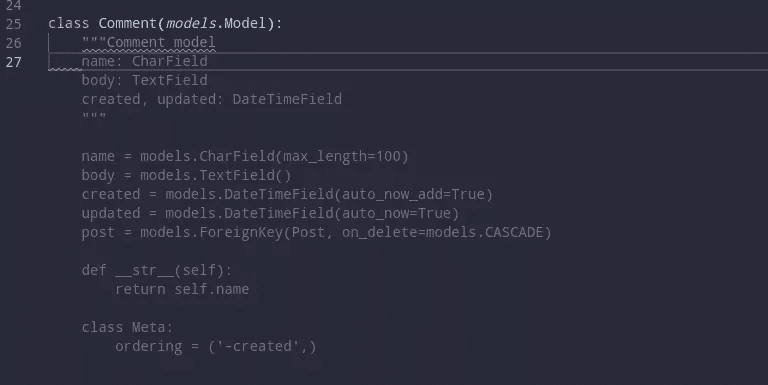 24
25 class Comment(models.Model):
26     """Comment model
27     name: CharField
    body: TextField
    created, updated: DateTimeField
    """
    name = models.CharField(max_length=100)
    body = models.TextField()
    created = models.DateTimeField(auto_now_add=True)
    updated = models.DateTimeField(auto_now=True)
    post = models.ForeignKey(Post, on_delete=models.CASCADE)
    def __str__(self):
        return self.name
    class Meta:
        ordering = ('-created',)